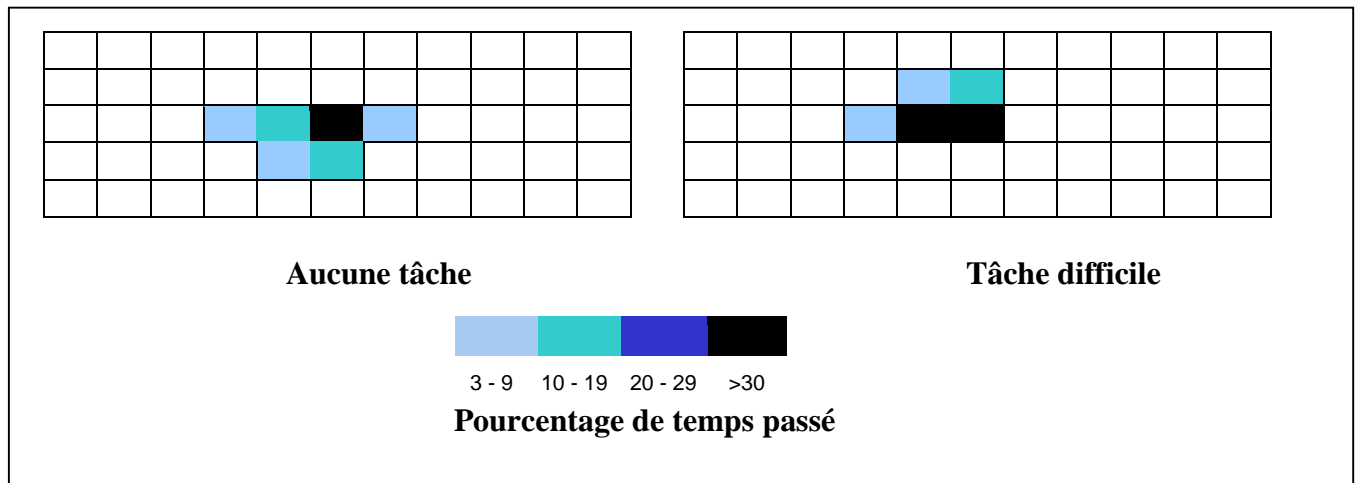 Aucune tâche Tâche difficile
3 - 9 10 - 19 20 - 29 >30
Pourcentage de temps passé